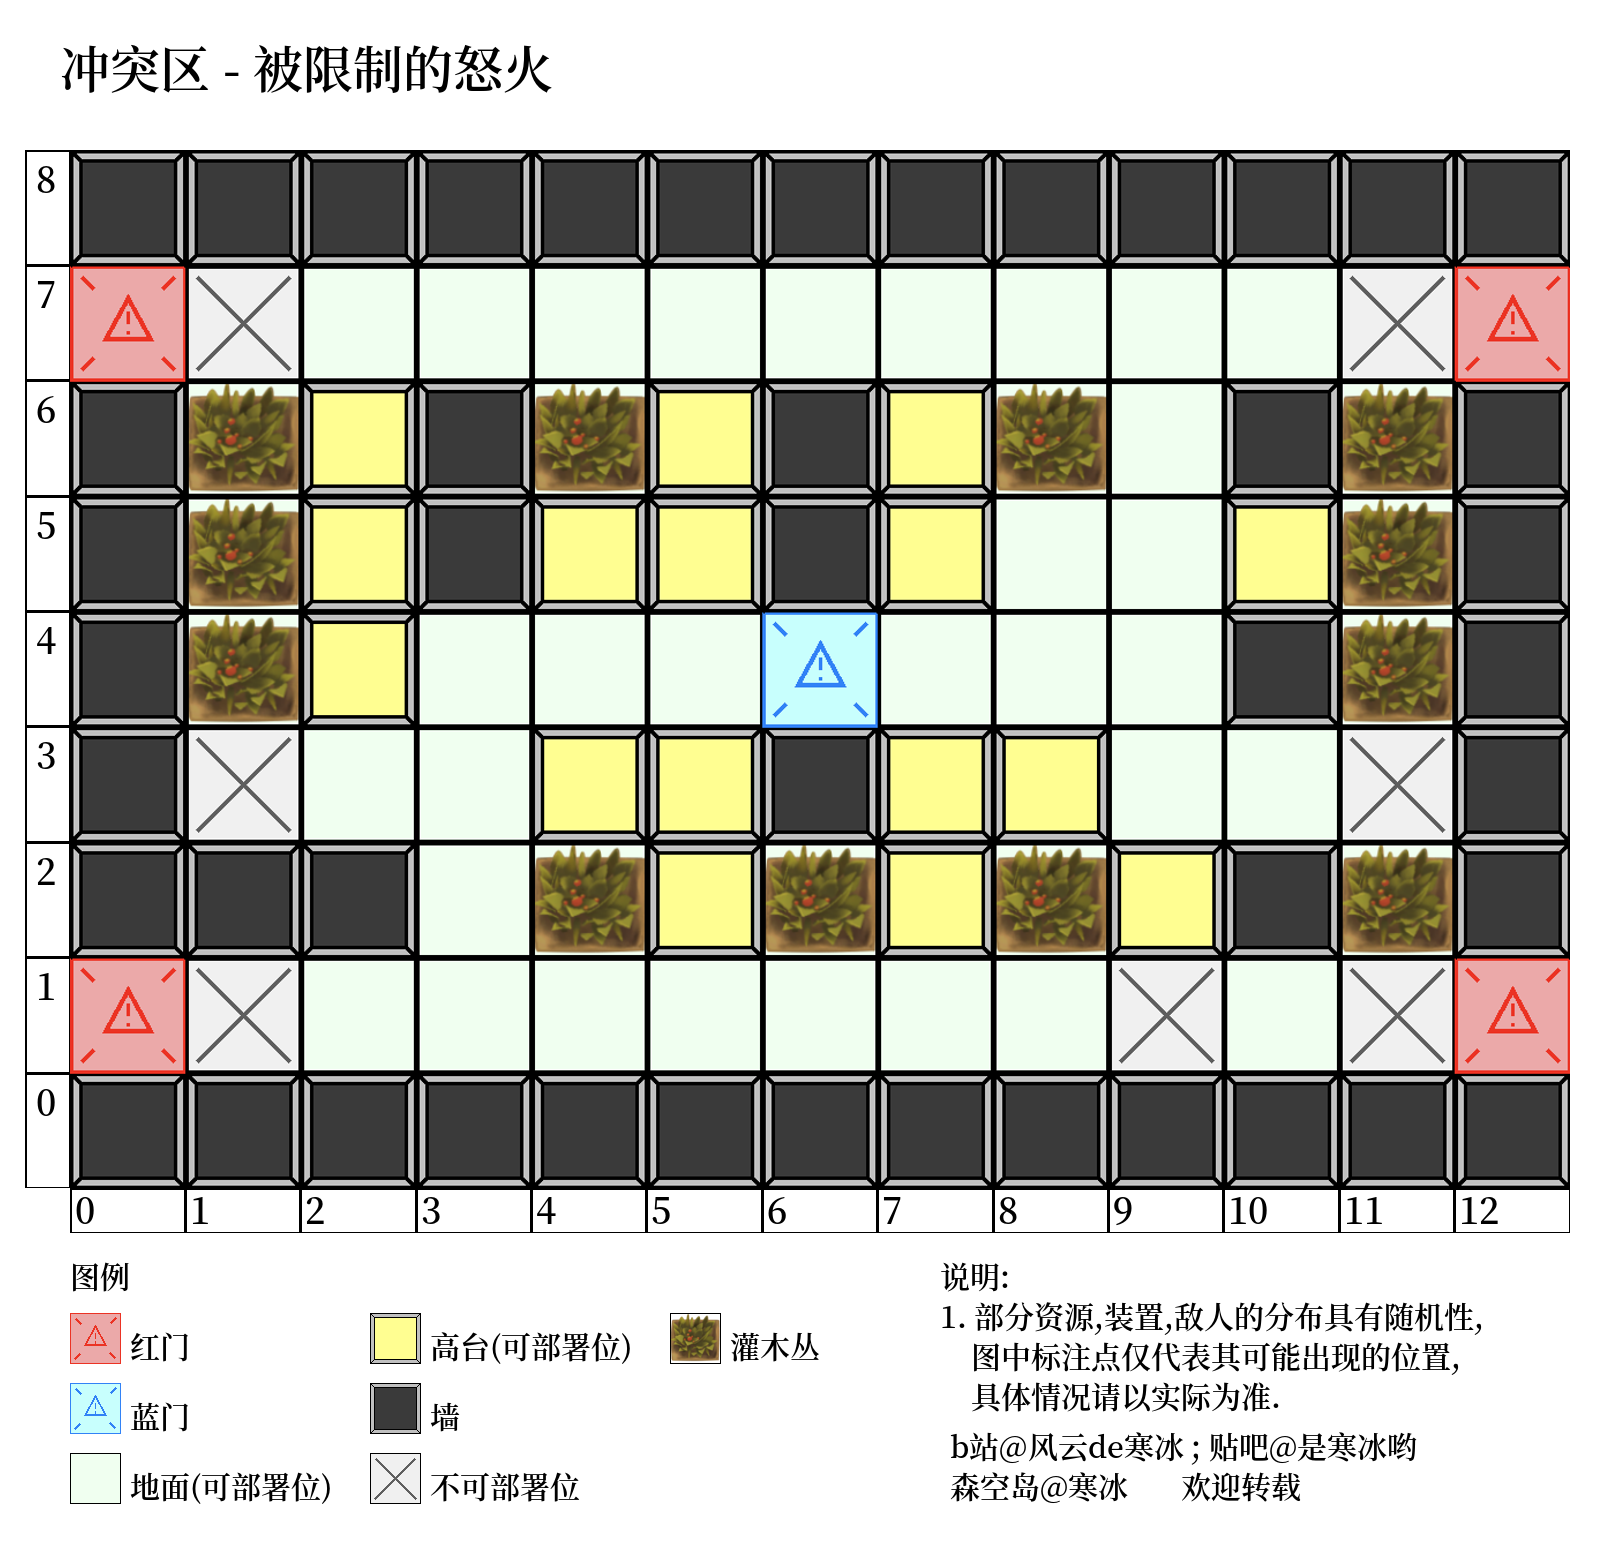 冲突区 - 被限制的怒火
8
7
6
5
4
3
2
1
0
0 1 2 3 4 5 6 7 8 9 10 11 12
图例
红门
高台(可部署位)
灌木丛
蓝门
墙
地面(可部署位)
不可部署位
说明:
1. 部分资源,装置,敌人的分布具有随机性,
图中标注点仅代表其可能出现的位置,
具体情况请以实际为准.
b站@风云de寒冰 ; 贴吧@是寒冰哟
森空岛@寒冰 欢迎转载